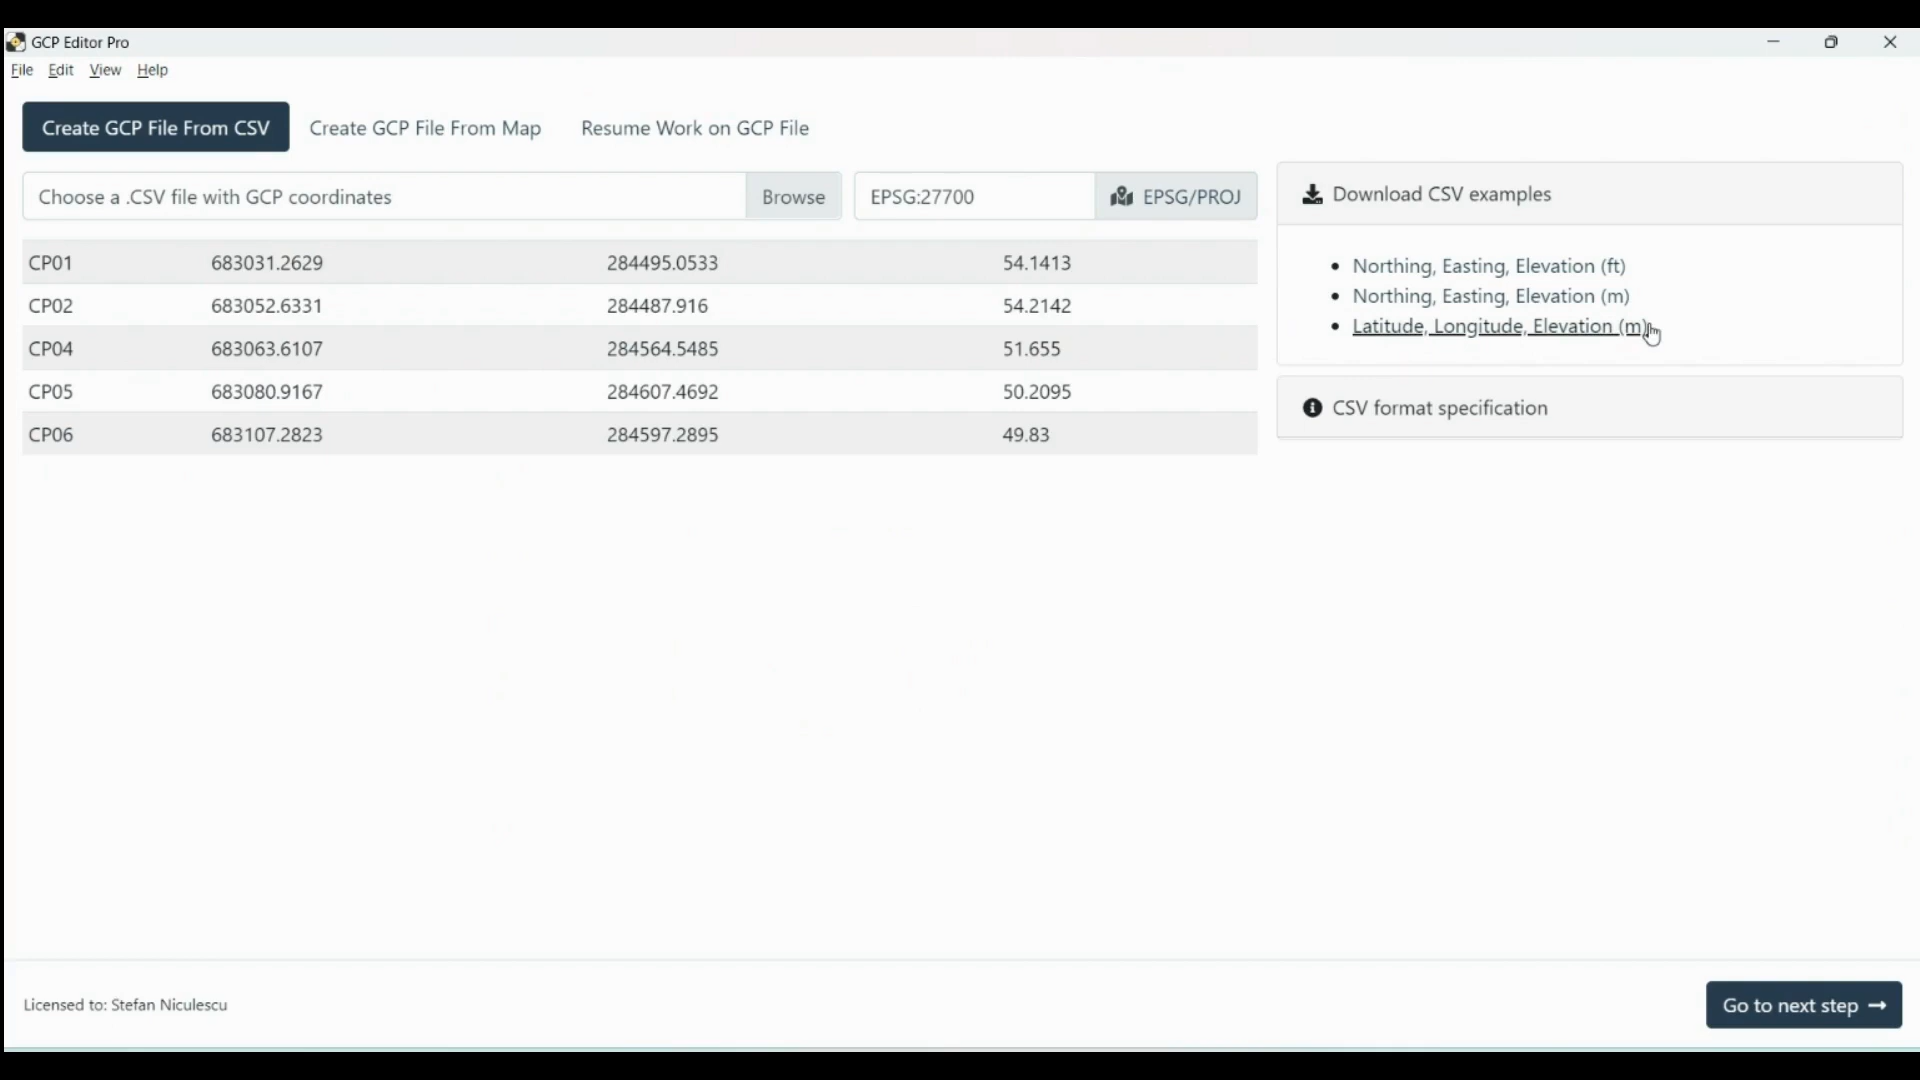 GCP Editor Pro
File Edit View Help
Create GCP File From CSV Create GCP File From Map Resume Work on GCP File
Choose a .CSV file with GCP coordinates Browse EPSG:27700 EPSG/PROJ
CP01 683031.2629 284495.0533 54.1413
CP02 683052.6331 284487.916 54.2142
CP04 683063.6107 284564.5485 51.655
CP05 683080.9167 284607.4692 50.2095
CP06 683107.2823 284597.2895 49.83
Download CSV examples
Northing, Easting, Elevation (ft)
Northing, Easting, Elevation (m)
Latitude, Longitude, Elevation (m)
CSV format specification
Licensed to: Stefan Niculescu
Go to next step